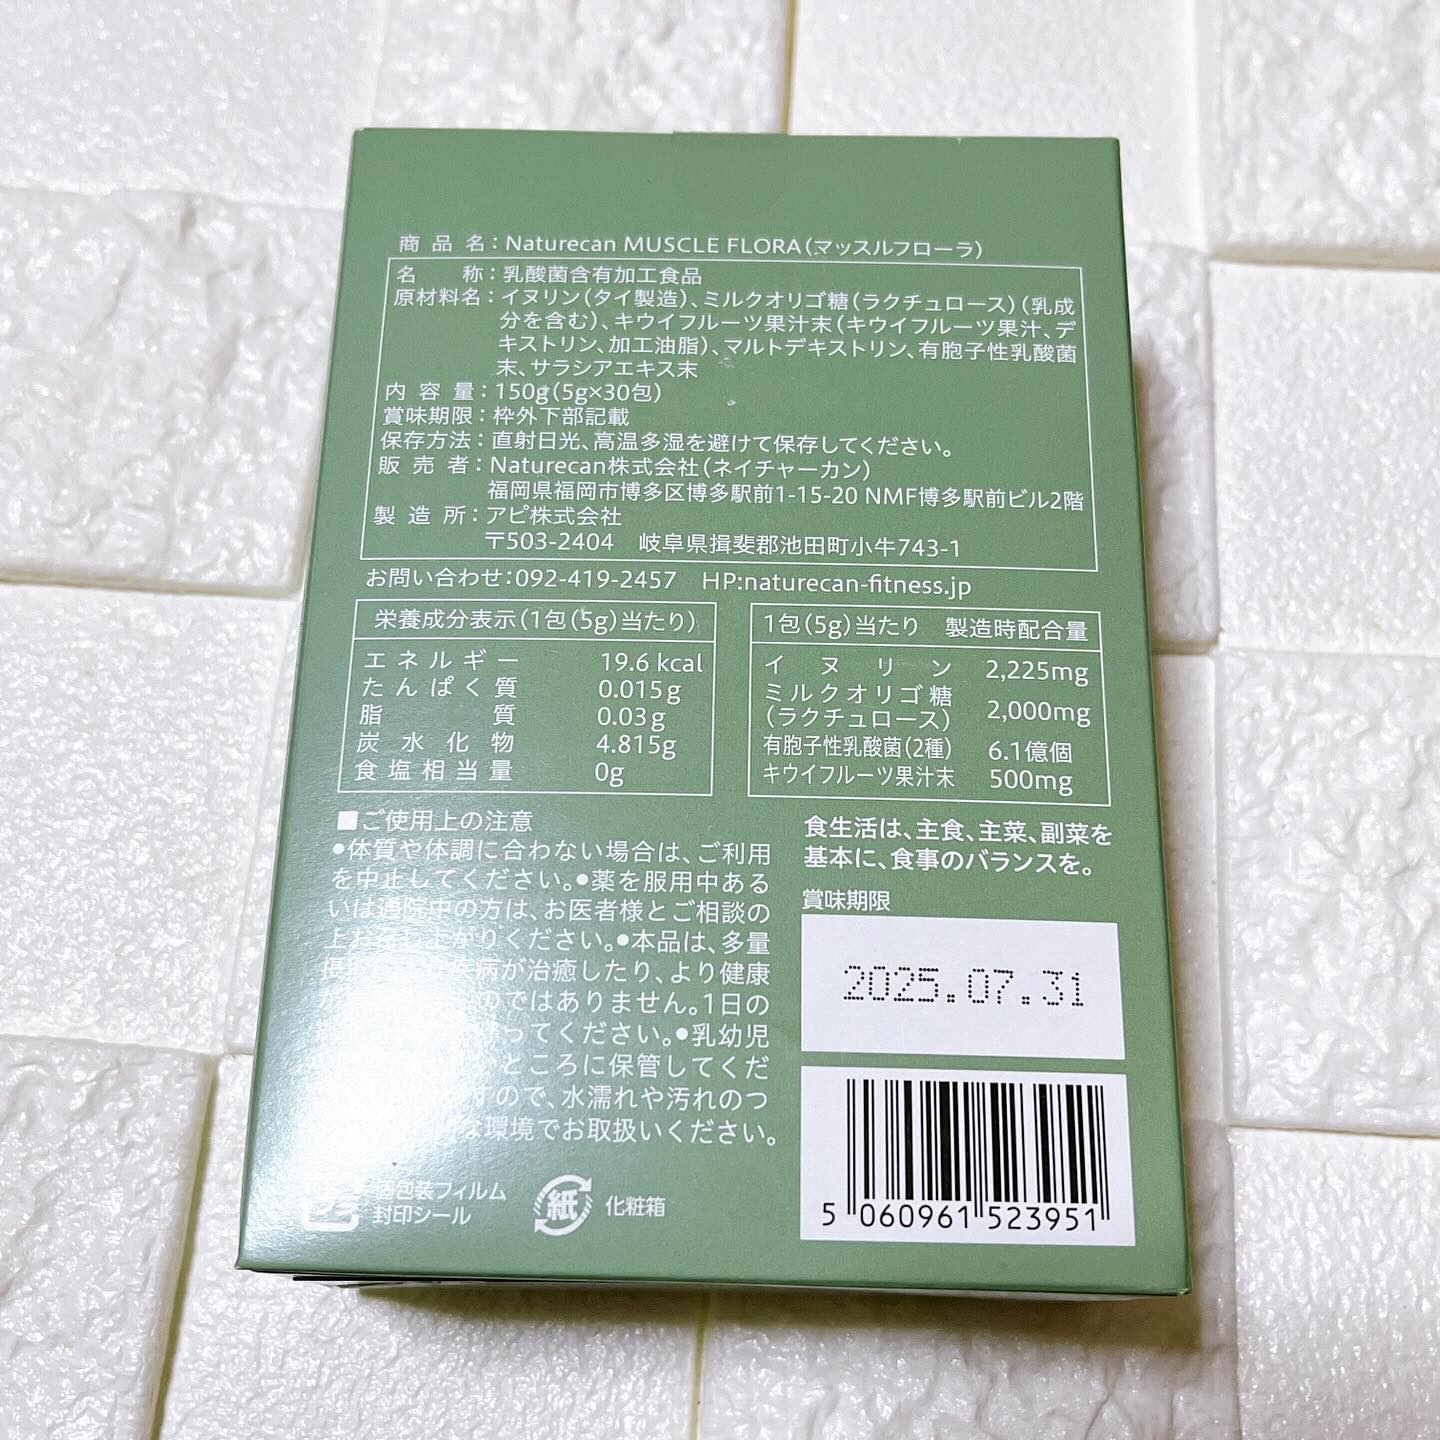 商品名：Naturecan MUSCLE FLORA（マッスルフローラ）
名称：乳酸菌含有加工食品
原材料名：イヌリン（タイ製造）、ミルクオリゴ糖（ラクチュロース）（乳成
分を含む）、キウイフルーツ果汁末（キウイフルーツ果汁、デ
キストリン、加工油脂）、マルトデキストリン、有胞子性乳酸菌
末、サラシアエキス末
内容量：150g（5g×30包）
賞味期限：枠外下部記載
保存方法：直射日光、高温多湿を避けて保存してください。
販売者：Naturecan株式会社（ネイチャーカン）
福岡県福岡市博多区博多駅前1-15-20 NMF博多駅前ビル2階
製造所：アピ株式会社
〒503-2404 岐阜県揖斐郡池田町小牛743-1
お問い合わせ：092-419-2457 HP:naturecan-fitness.jp
栄養成分表示（1包（5g）当たり）
エネルギー 19.6 kcal
たんぱく質 0.015g
脂質 0.03g
炭水化物 4.815g
食塩相当量 0g
1包（5g）当たり 製造時配合量
イヌリン 2,225mg
ミルクオリゴ糖
（ラクチュロース） 2,000mg
有胞子性乳酸菌（2種） 6.1億個
キウイフルーツ果汁末 500mg
■ご使用上の注意
●体質や体調に合わない場合は、ご利用
を中止してください。●薬を服用中ある
いは通院中の方は、お医者様とご相談の
上お召し上がりください。●本品は、多量
疾病が治癒したり、より健康
のではありません。1日の
ってください。●乳幼児
ところに保管してくだ
すので、水濡れや汚れのつ
な環境でお取扱いください。
個包装フィルム
封印シール
紙 化粧箱
食生活は、主食、主菜、副菜を
基本に、食事のバランスを。
賞味期限
2025.07.31
5 060961 523951